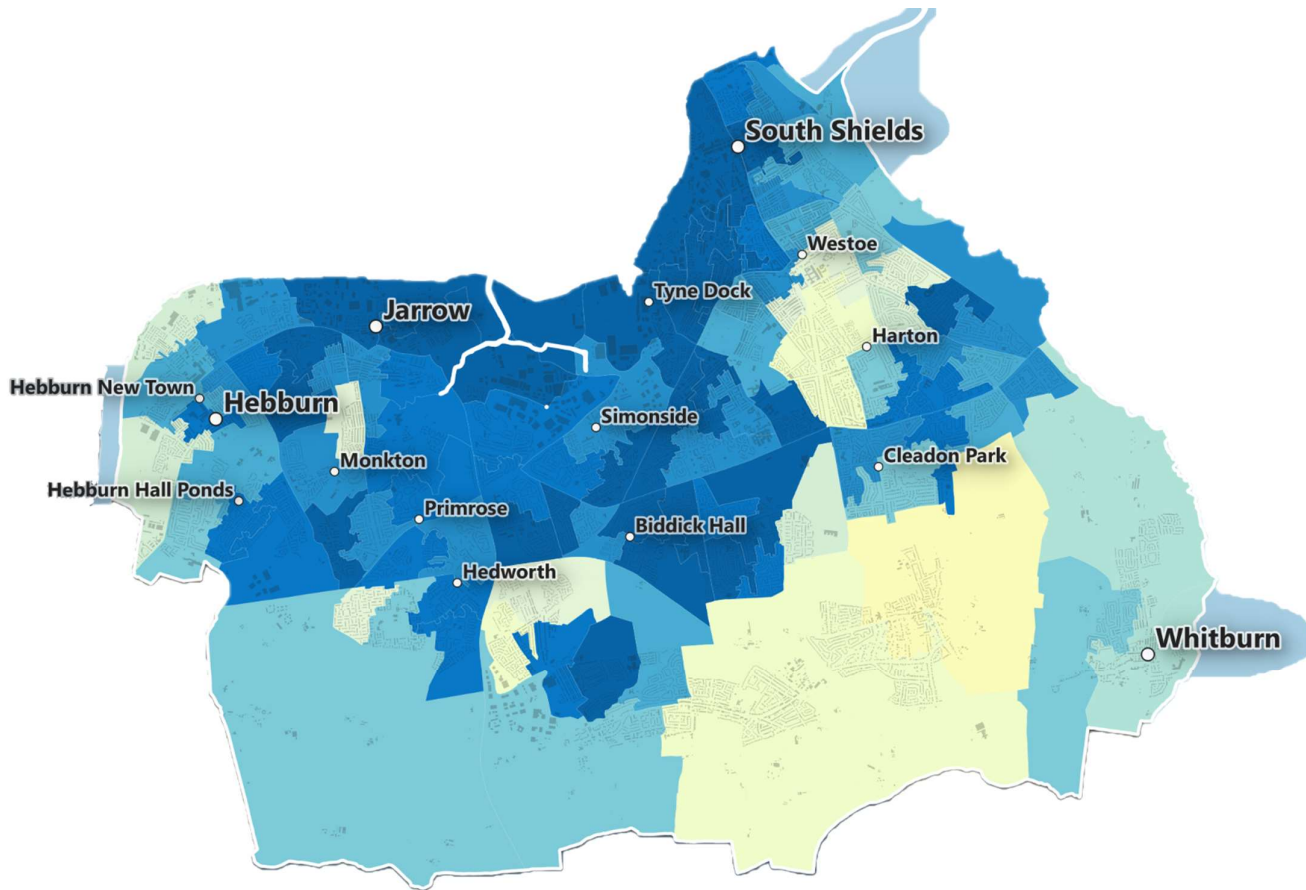 South Shields
Westoe
Tyne Dock
Jarrow
Harton
Hebburn New Town
Hebburn
Simonside
Monkton
Cleadon Park
Hebburn Hall Ponds
Primrose
Biddick Hall
Hedworth
Whitburn